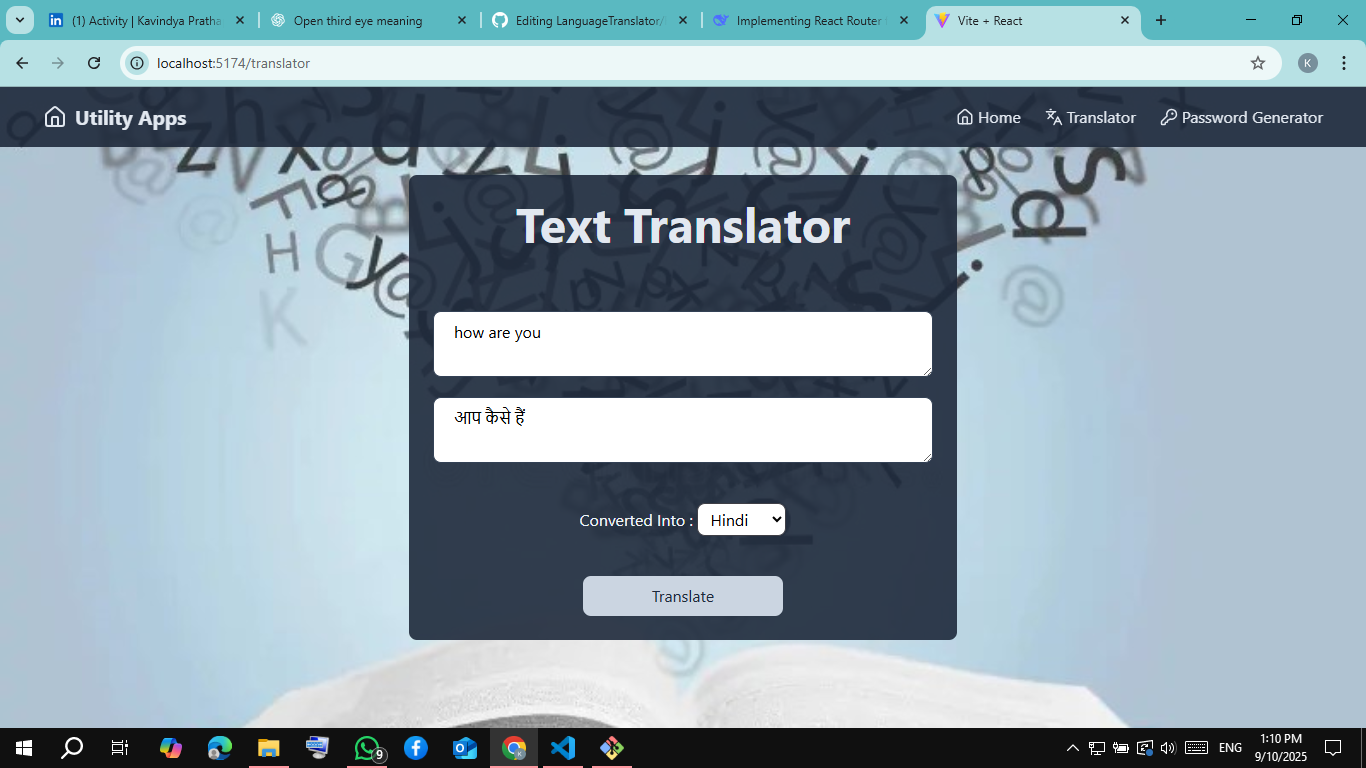 (1) Activity | Kavindya Pratha
Open third eye meaning
Editing LanguageTranslator/
Implementing React Router
Vite + React
localhost:5174/translator
K
Utility Apps
Home
Translator
Password Generator
Text Translator
how are you
आप कैसे हैं
Converted Into :
Hindi
Translate
9
ENG
1:10 PM
9/10/2025